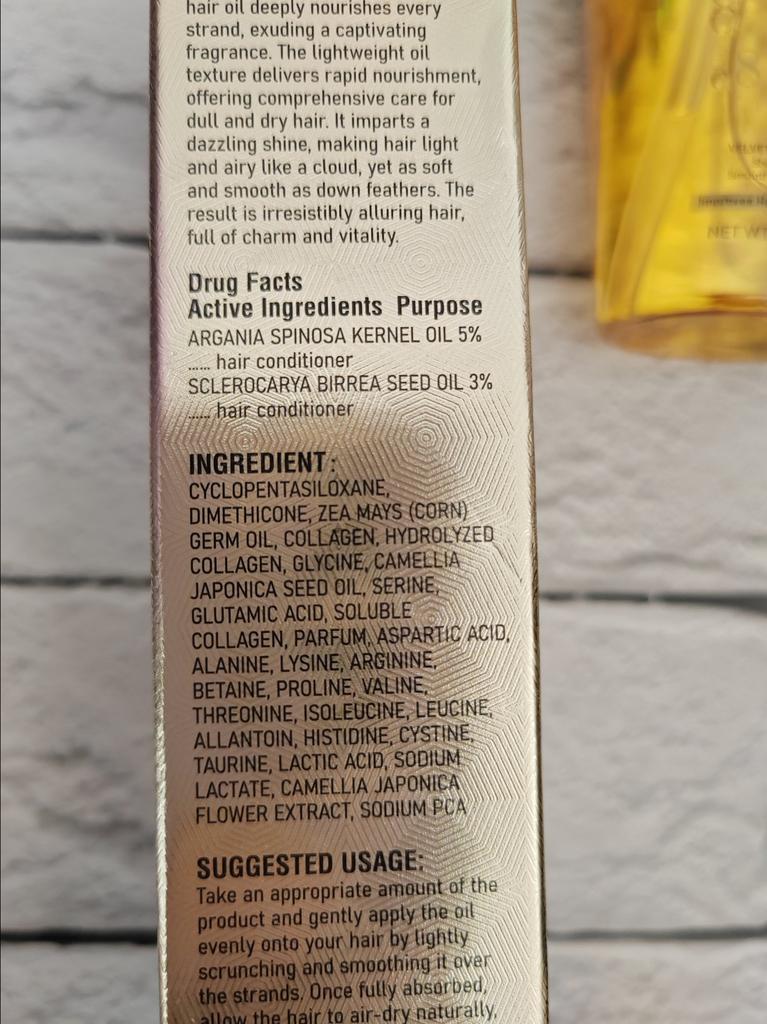 hair oil deeply nourishes every
strand, exuding a captivating
fragrance. The lightweight oil
texture delivers rapid nourishment,
offering comprehensive care for
dull and dry hair. It imparts a
dazzling shine, making hair light
and airy like a cloud, yet as soft
and smooth as down feathers. The
result is irresistibly alluring hair,
full of charm and vitality.
Drug Facts
Active Ingredients Purpose
ARGANIA SPINOSA KERNEL OIL 5%
...... hair conditioner
SCLEROCARYA BIRREA SEED OIL 3%
...... hair conditioner
INGREDIENT:
CYCLOPENTASILOXANE,
DIMETHICONE, ZEA MAYS (CORN)
GERM OIL, COLLAGEN, HYDROLYZED
COLLAGEN, GLYCINE, CAMELLIA
JAPONICA SEED OIL, SERINE,
GLUTAMIC ACID, SOLUBLE
COLLAGEN, PARFUM, ASPARTIC ACID,
ALANINE, LYSINE, ARGININE,
BETAINE, PROLINE, VALINE,
THREONINE, ISOLEUCINE, LEUCINE,
ALLANTOIN, HISTIDINE, CYSTINE,
TAURINE, LACTIC ACID, SODIUM
LACTATE, CAMELLIA JAPONICA
FLOWER EXTRACT, SODIUM PCA
SUGGESTED USAGE:
Take an appropriate amount of the
product and gently apply the oil
evenly onto your hair by lightly
scrunching and smoothing it over
the strands. Once fully absorbed,
allow the hair to air-dry naturally.
NET